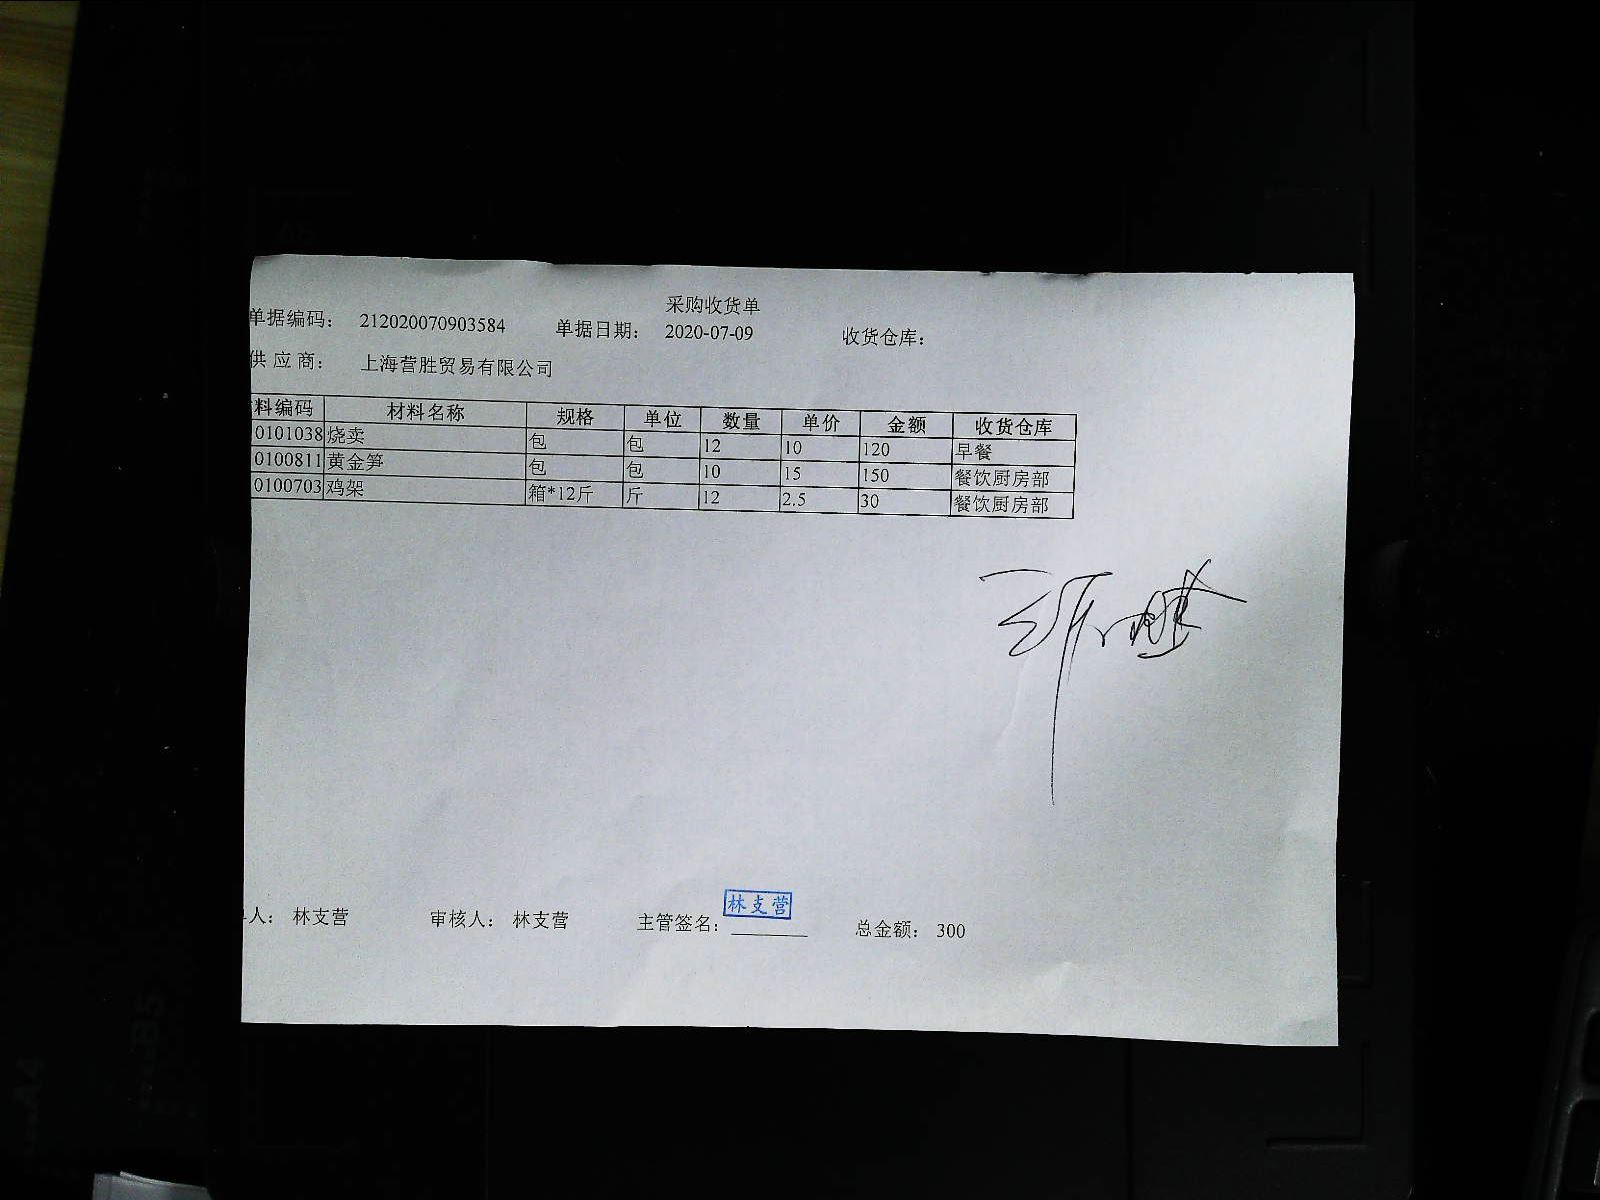 采购收货单
单据编码： 212020070903584 单据日期： 2020-07-09 收货仓库：
供应商： 上海营胜贸易有限公司
料编码 材料名称 规格 单位 数量 单价 金额 收货仓库
0101038 烧卖 包 包 12 10 120 早餐
0100811 黄金笋 包 包 10 15 150 餐饮厨房部
0100703 鸡架 箱*12斤 斤 12 2.5 30 餐饮厨房部
林支营
人： 林支营 审核人： 林支营 主管签名： 总金额： 300